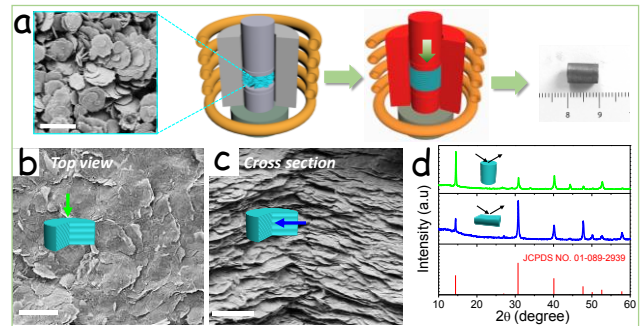 a
8 9
b
Top view
c
Cross section
d
Intensity (a.u)
JCPDS NO. 01-089-2939
10 20 30 40 50 60
2θ (degree)